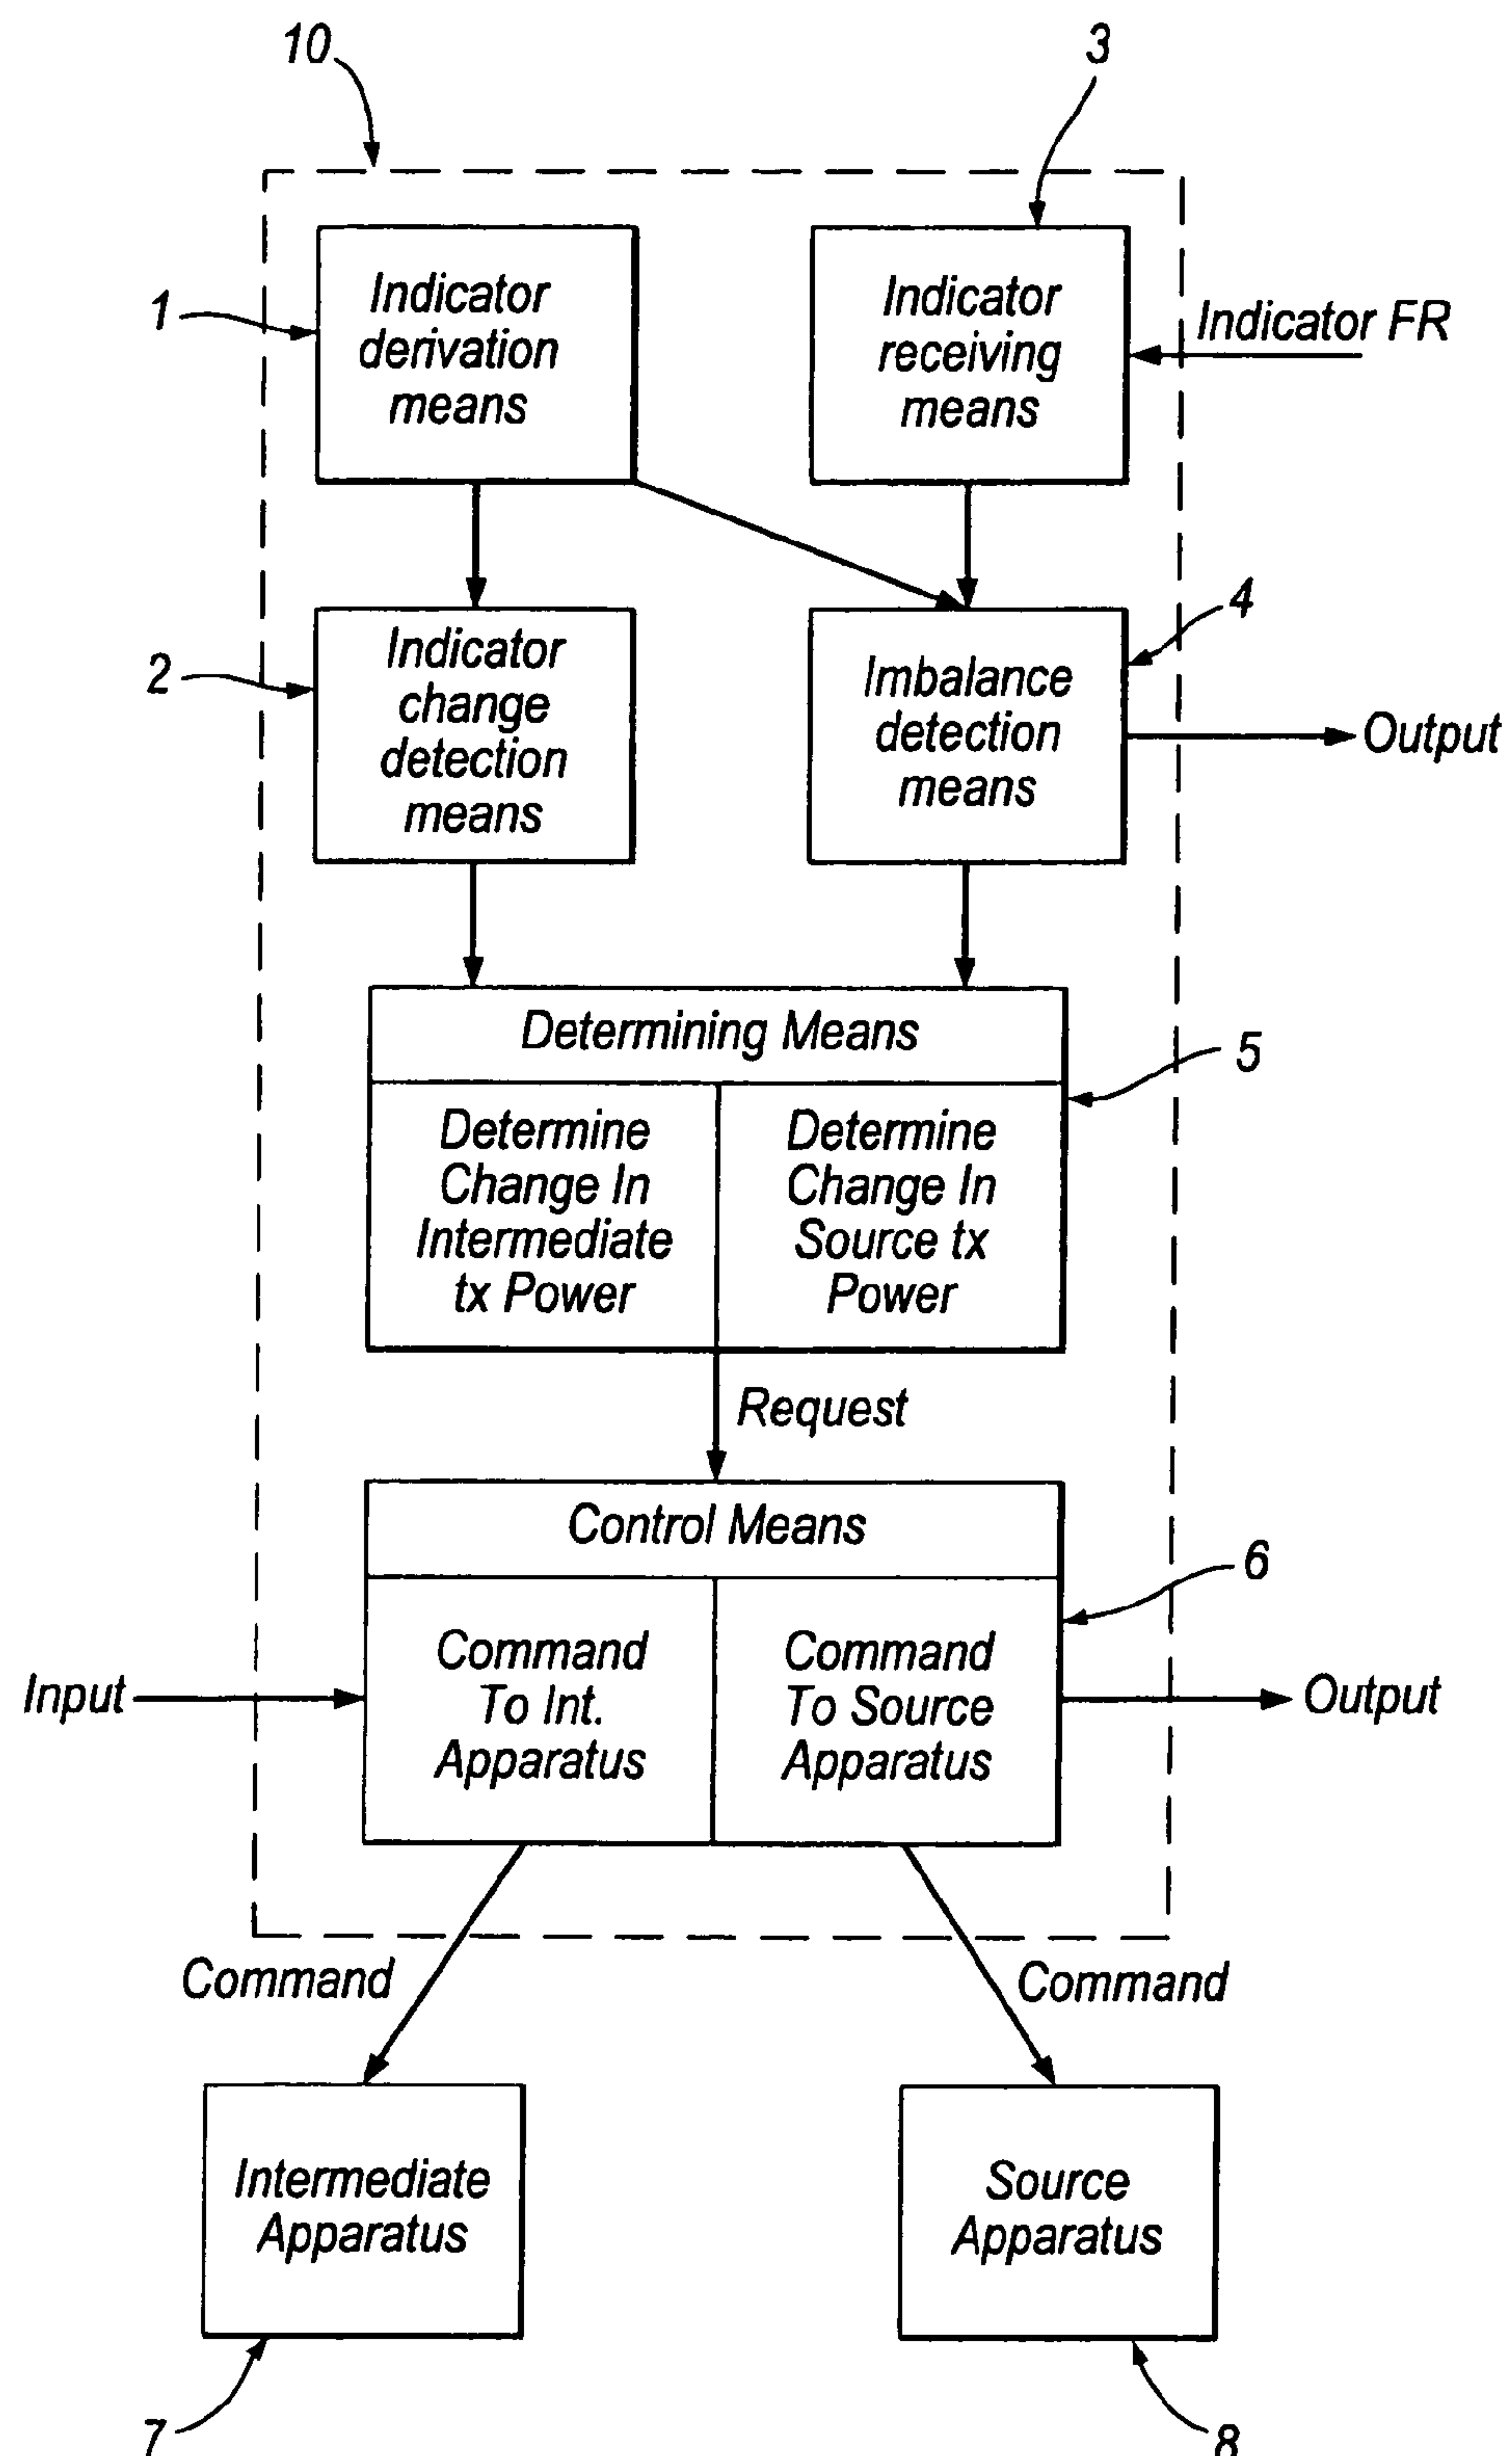 10
3
Indicator
derivation
means
1
Indicator
receiving
means
Indicator FR
Indicator
change
detection
means
2
Imbalance
detection
means
4
Output
Determining Means
5
Determine
Change In
Intermediate
tx Power
Determine
Change In
Source tx
Power
Request
Control Means
6
Input
Command
To Int.
Apparatus
Command
To Source
Apparatus
Output
Command
Command
Intermediate
Apparatus
Source
Apparatus
7
8